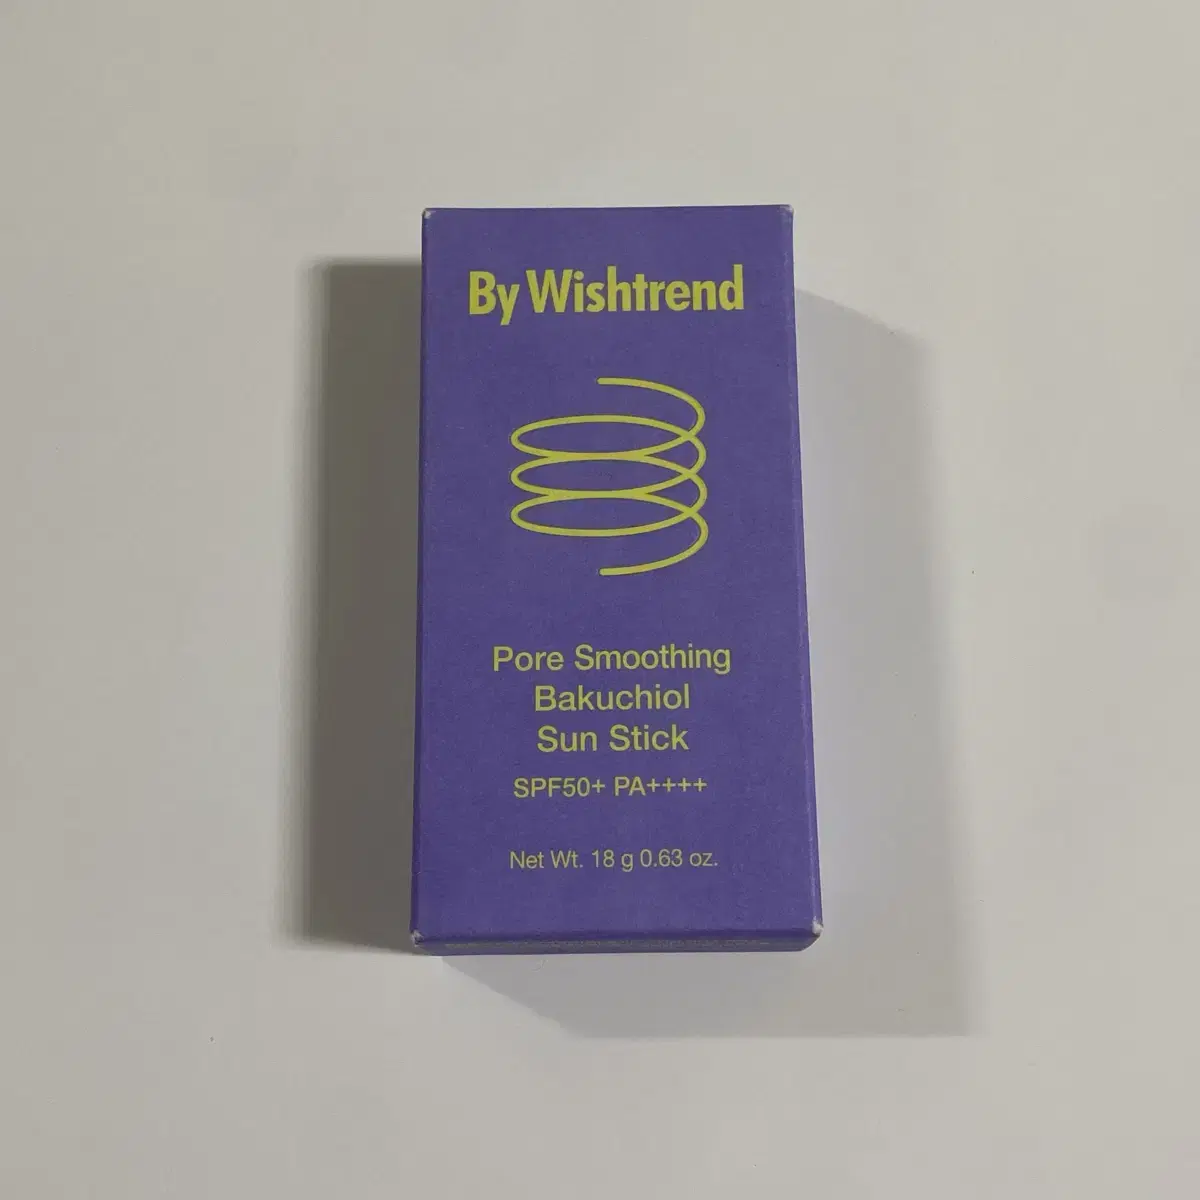 By Wishtrend
Pore Smoothing
Bakuchiol
Sun Stick
SPF50+ PA++++
Net Wt. 18 g 0.63 oz.